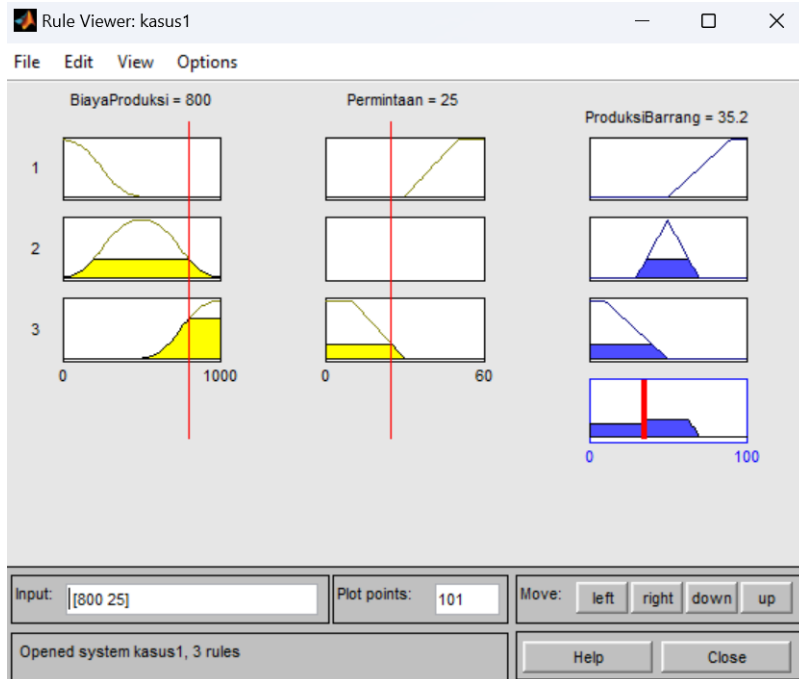 Rule Viewer: kasus1
File Edit View Options
BiayaProduksi = 800
Permintaan = 25
ProduksiBarrang = 35.2
1
2
3
0 1000
0 60
0 100
Input: [800 25]
Plot points: 101
Move: left right down up
Opened system kasus1, 3 rules
Help Close